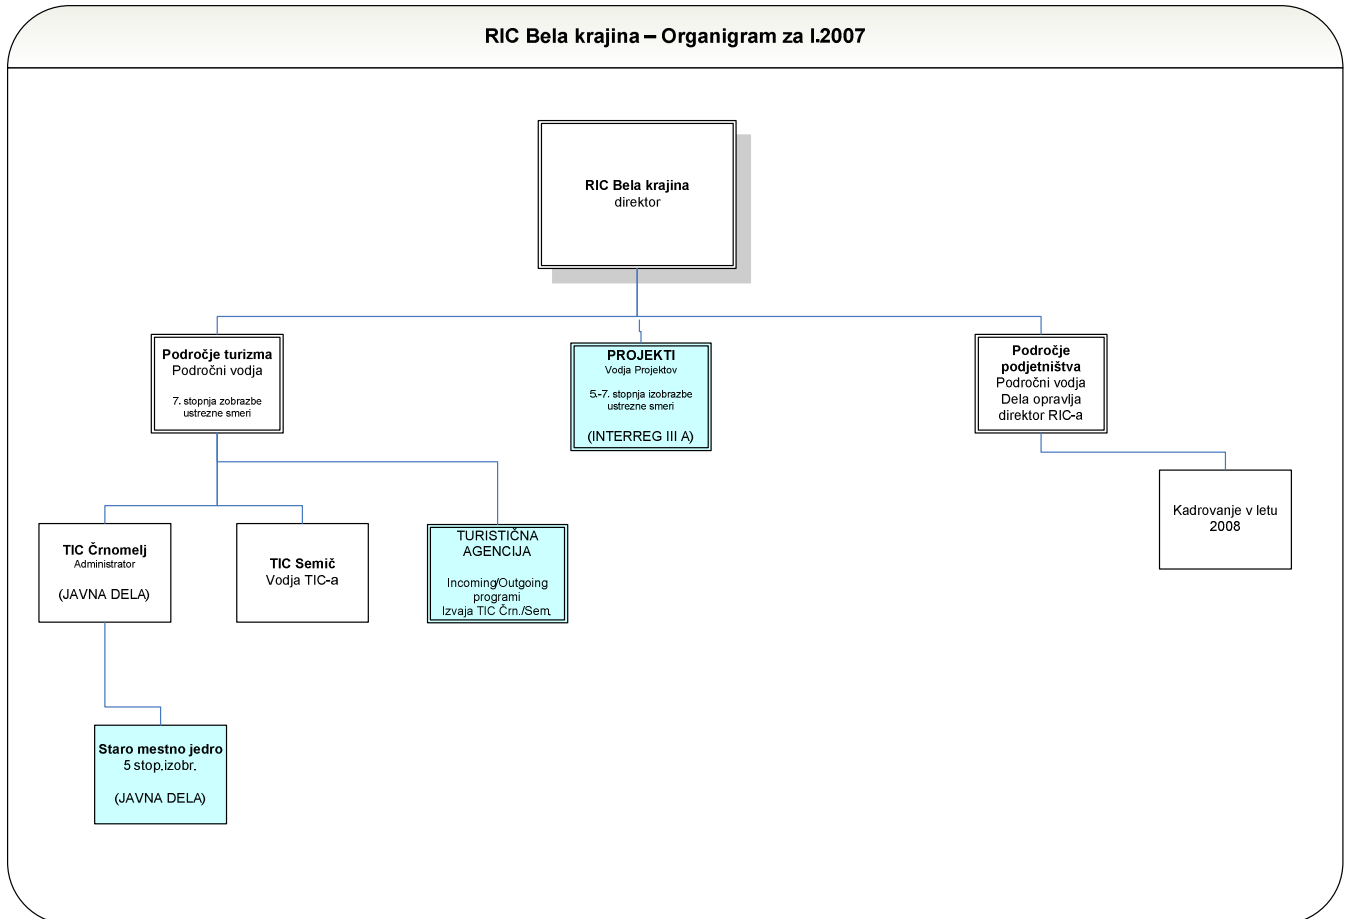 RIC Bela krajina – Organigram za l.2007
RIC Bela krajina
direktor
Področje turizma
Področni vodja
7. stopnja zobrazbe
ustrezne smeri
PROJEKTI
Vodja Projektov
5.-7. stopnja izobrazbe
ustrezne smeri
(INTERREG III A)
Področje
podjetništva
Področni vodja
Dela opravlja
direktor RIC-a
Kadrovanje v letu
2008
TIC Črnomelj
Administrator
(JAVNA DELA)
TIC Semič
Vodja TIC-a
TURISTIČNA
AGENCIJA
Incoming/Outgoing
programi
Izvaja TIC Črn./Sem.
Staro mestno jedro
5 stop.izobr.
(JAVNA DELA)